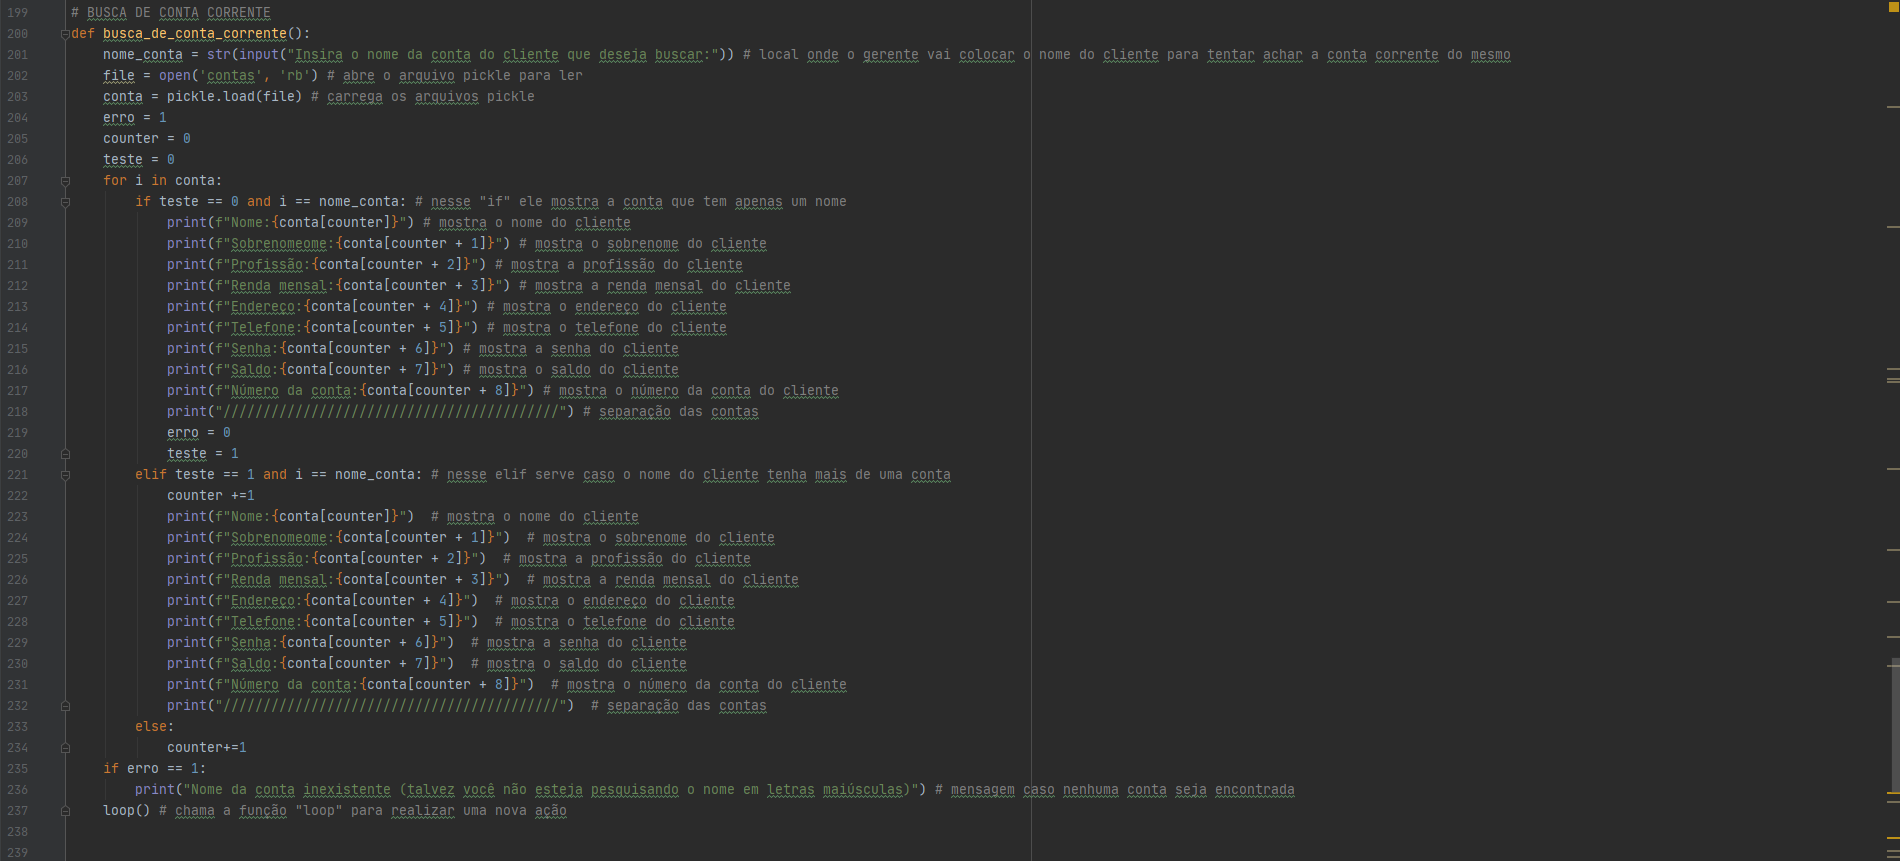 199 # BUSCA DE CONTA CORRENTE
200 def busca_de_conta_corrente():
201     nome_conta = str(input("Insira o nome da conta do cliente que deseja buscar:")) # local onde o gerente vai colocar o nome do cliente para tentar achar a conta corrente do mesmo
202     file = open('contas', 'rb') # abre o arquivo pickle para ler
203     conta = pickle.load(file) # carrega os arquivos pickle
204     erro = 1
205     counter = 0
206     teste = 0
207     for i in conta:
208         if teste == 0 and i == nome_conta: # nesse "if" ele mostra a conta que tem apenas um nome
209             print(f"Nome:{conta[counter]}") # mostra o nome do cliente
210             print(f"Sobrenomeome:{conta[counter + 1]}") # mostra o sobrenome do cliente
211             print(f"Profissão:{conta[counter + 2]}") # mostra a profissão do cliente
212             print(f"Renda mensal:{conta[counter + 3]}") # mostra a renda mensal do cliente
213             print(f"Endereço:{conta[counter + 4]}") # mostra o endereço do cliente
214             print(f"Telefone:{conta[counter + 5]}") # mostra o telefone do cliente
215             print(f"Senha:{conta[counter + 6]}") # mostra a senha do cliente
216             print(f"Saldo:{conta[counter + 7]}") # mostra o saldo do cliente
217             print(f"Número da conta:{conta[counter + 8]}") # mostra o número da conta do cliente
218             print("//////////////////////////////////////////") # separação das contas
219             erro = 0
220             teste = 1
221         elif teste == 1 and i == nome_conta: # nesse elif serve caso o nome do cliente tenha mais de uma conta
222             counter +=1
223             print(f"Nome:{conta[counter]}")  # mostra o nome do cliente
224             print(f"Sobrenomeome:{conta[counter + 1]}")  # mostra o sobrenome do cliente
225             print(f"Profissão:{conta[counter + 2]}")  # mostra a profissão do cliente
226             print(f"Renda mensal:{conta[counter + 3]}")  # mostra a renda mensal do cliente
227             print(f"Endereço:{conta[counter + 4]}")  # mostra o endereço do cliente
228             print(f"Telefone:{conta[counter + 5]}")  # mostra o telefone do cliente
229             print(f"Senha:{conta[counter + 6]}")  # mostra a senha do cliente
230             print(f"Saldo:{conta[counter + 7]}")  # mostra o saldo do cliente
231             print(f"Número da conta:{conta[counter + 8]}")  # mostra o número da conta do cliente
232             print("//////////////////////////////////////////")  # separação das contas
233         else:
234             counter+=1
235     if erro == 1:
236         print("Nome da conta inexistente (talvez você não esteja pesquisando o nome em letras maiúsculas)") # mensagem caso nenhuma conta seja encontrada
237     loop() # chama a função "loop" para realizar uma nova ação
238
239